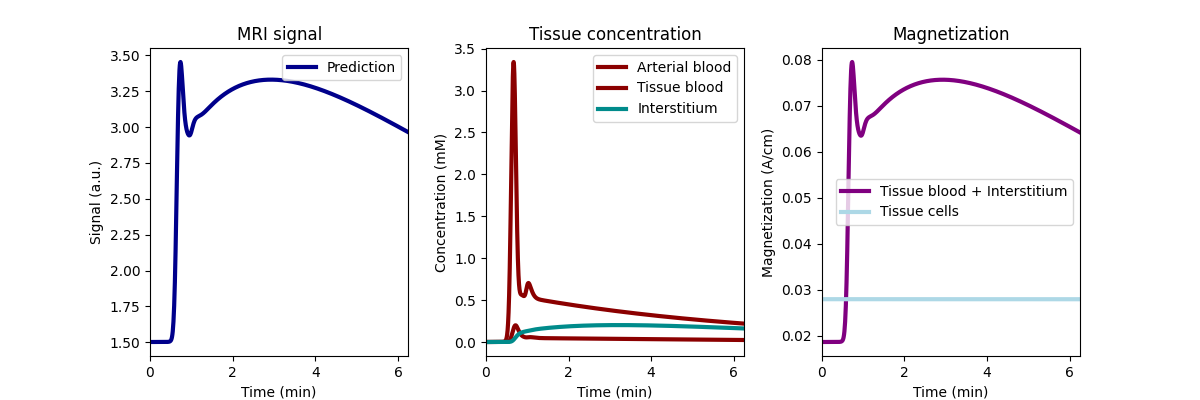 MRI signal
Prediction
3.50
3.25
3.00
2.75
2.50
2.25
2.00
1.75
1.50
Signal (a.u.)
0 2 4 6
Time (min)
Tissue concentration
Arterial blood
Tissue blood
Interstitium
3.5
3.0
2.5
2.0
1.5
1.0
0.5
0.0
Concentration (mM)
0 2 4 6
Time (min)
Magnetization
0.08
0.07
0.06
0.05
0.04
0.03
0.02
Magnetization (A/cm)
Tissue blood + Interstitium
Tissue cells
0 2 4 6
Time (min)